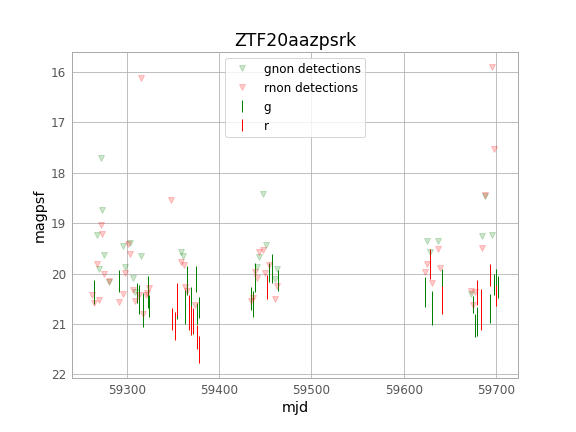 ZTF20aazpsrk
gnon detections
rnon detections
g
r
magpsf
16
17
18
19
20
21
22
59300
59400
59500
59600
59700
mjd